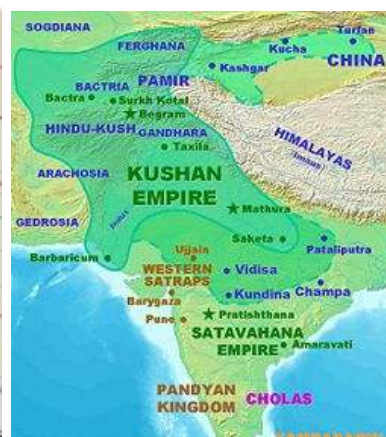 SOGDIANA
FERGHANA
Turfan
Kucha
CHINA
Kashgar
PAMIR
BACTRIA
Bactra
Surkh Kotal
Begram
HINDU-KUSH
GANDHARA
Taxila
HIMALAYAS
ARACHOSIA
KUSHAN
EMPIRE
Mathura
GEDROSIA
Indus
Saketa
Pataliputra
Barbaricum
Ujjain
WESTERN
SATRAPS
Vidisa
Champa
Barygaza
Kundina
Pratishthana
Pune
SATAVAHANA
EMPIRE
Amaravati
PANDYAN
KINGDOM
CHOLAS